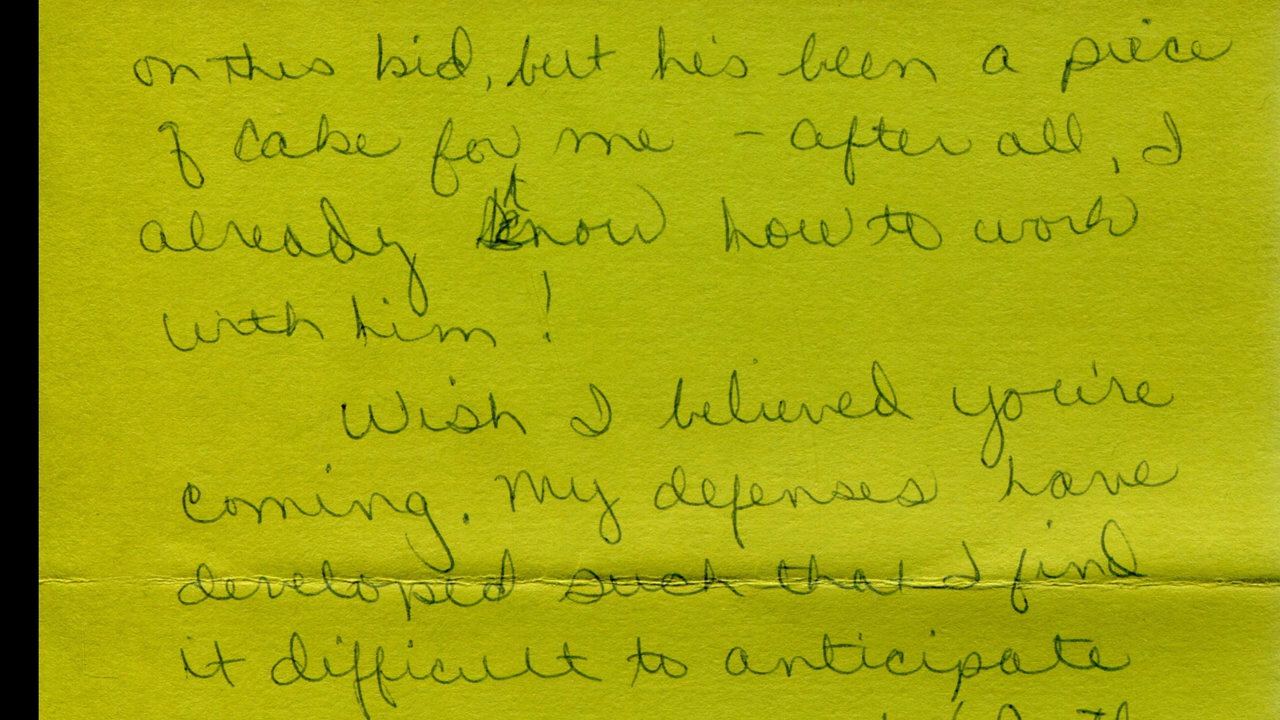 on this bid, but he's been a piece
of cake for me - after all, I
already know how to work
with him!
Wish I believed you're
coming. My defenses have
developed such that I find
it difficult to anticipate